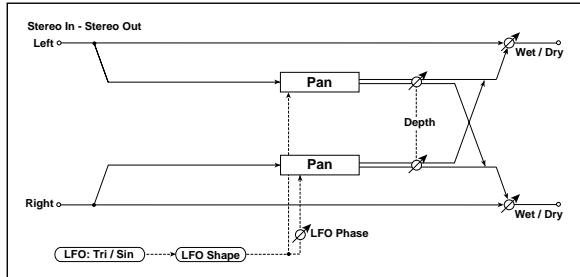 Stereo In - Stereo Out
Left
Wet / Dry
Pan
Depth
Pan
Right
Wet / Dry
LFO Phase
LFO: Tri / Sin
LFO Shape